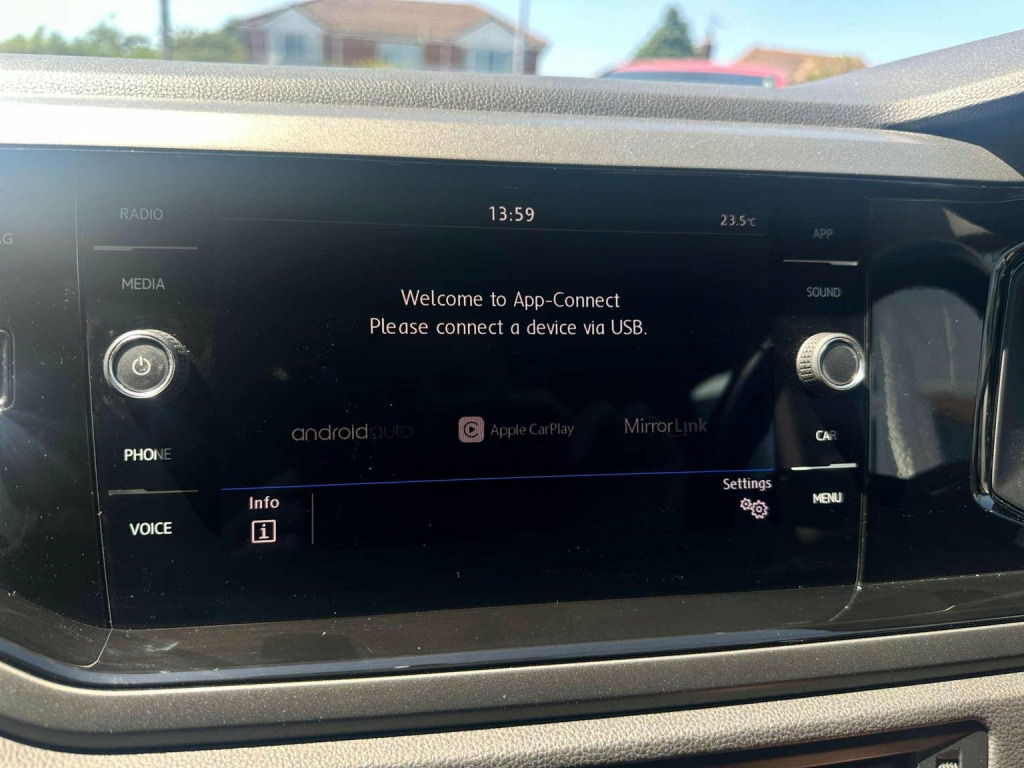 RADIO
MEDIA
PHONE
VOICE
13:59
23.5°C
Welcome to App-Connect
Please connect a device via USB.
androidauto
Apple CarPlay
MirrorLink
Info
i
Settings
APP
SOUND
CAR
MENU